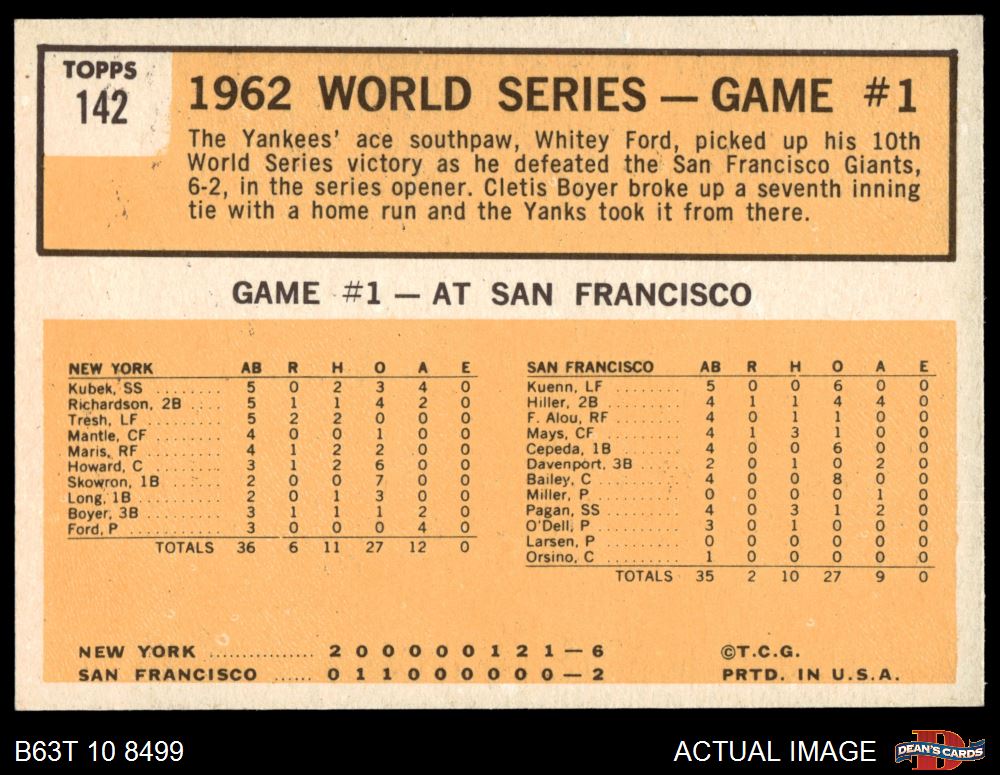 TOPPS
142
1962 WORLD SERIES — GAME #1
The Yankees' ace southpaw, Whitey Ford, picked up his 10th
World Series victory as he defeated the San Francisco Giants,
6-2, in the series opener. Cletis Boyer broke up a seventh inning
tie with a home run and the Yanks took it from there.
GAME #1 — AT SAN FRANCISCO
NEW YORK AB R H O A E
Kubek, SS ........ 5 0 2 3 4 0
Richardson, 2B .... 5 1 1 4 2 0
Tresh, LF ........ 5 2 2 0 0 0
Mantle, CF ........ 4 0 0 1 0 0
Maris, RF ........ 4 1 2 2 0 0
Howard, C ........ 3 1 2 6 0 0
Skowron, 1B ....... 2 0 0 7 0 0
Long, 1B ........ 2 0 1 3 0 0
Boyer, 3B ........ 3 1 1 1 2 0
Ford, P ........ 3 0 0 0 4 0
TOTALS 36 6 11 27 12 0
SAN FRANCISCO AB R H O A E
Kuenn, LF ........ 5 0 0 6 0 0
Hiller, 2B ........ 4 1 1 4 4 0
F. Alou, RF ....... 4 0 1 1 0 0
Mays, CF ........ 4 1 3 1 0 0
Cepeda, 1B ........ 4 0 0 6 0 0
Davenport, 3B ..... 2 0 1 0 2 0
Bailey, C ........ 4 0 0 8 0 0
Miller, P ........ 0 0 0 0 1 0
Pagan, SS ........ 4 0 3 1 2 0
O'Dell, P ........ 3 0 1 0 0 0
Larsen, P ........ 0 0 0 0 0 0
Orsino, C ........ 1 0 0 0 0 0
TOTALS 35 2 10 27 9 0
NEW YORK ................ 2 0 0 0 0 0 1 2 1 — 6
SAN FRANCISCO ...... 0 1 1 0 0 0 0 0 0 — 2
©T.C.G.
PRTD. IN U.S.A.
B63T 10 8499
ACTUAL IMAGE
D
DEAN'S CARDS